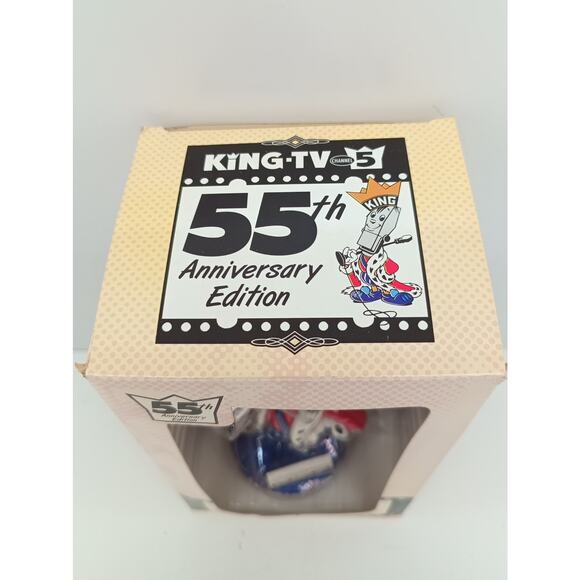 KiNG-TV CHANNEL 5
55th
Anniversary
Edition
KING
55th
Anniversary
Edition